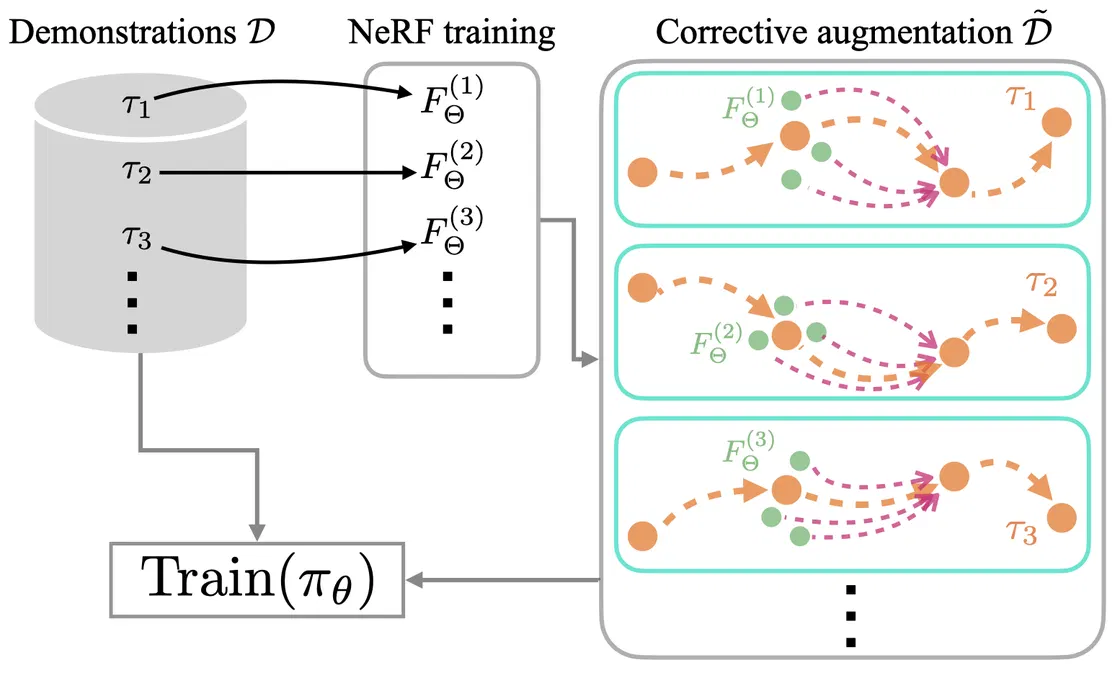 Demonstrations 𝒟
NeRF training
Corrective augmentation 𝒟̃
τ₁
τ₂
τ₃
⋮
F_Θ^(1)
F_Θ^(2)
F_Θ^(3)
⋮
F_Θ^(1)
τ₁
F_Θ^(2)
τ₂
F_Θ^(3)
τ₃
⋮
Train(π_θ)